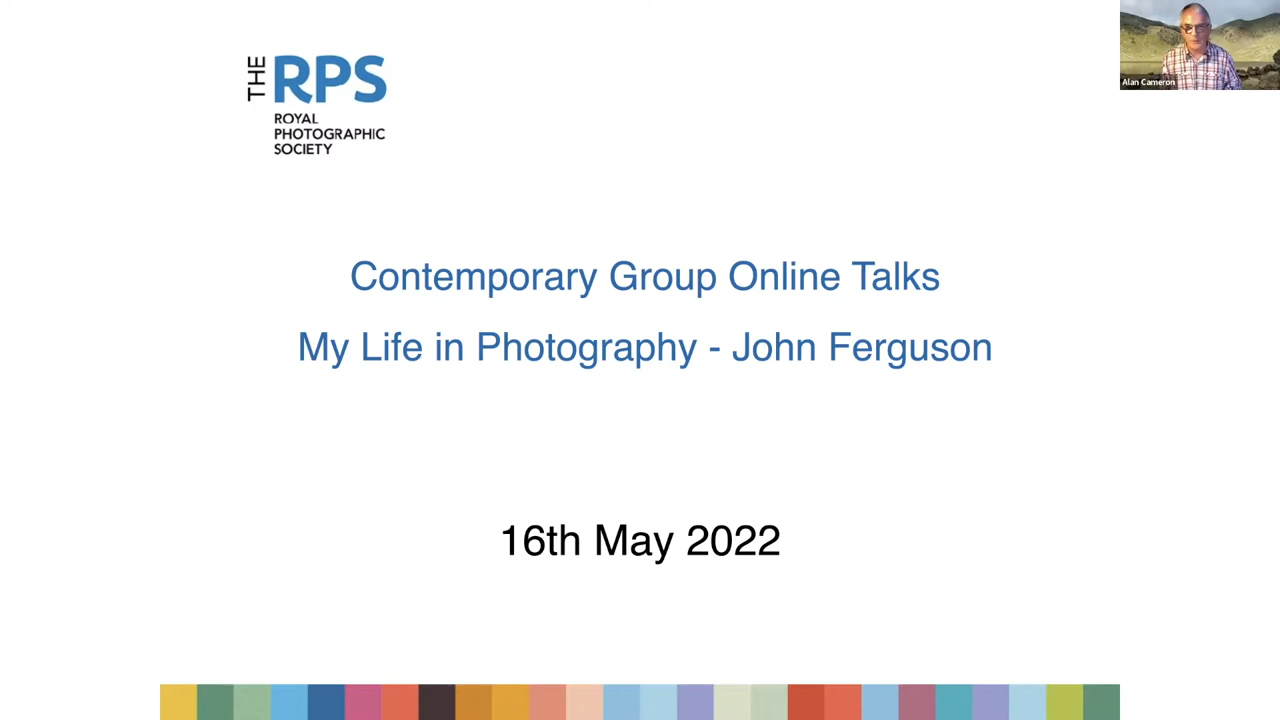 THE RPS
ROYAL
PHOTOGRAPHIC
SOCIETY
Alan Cameron
Contemporary Group Online Talks
My Life in Photography - John Ferguson
16th May 2022